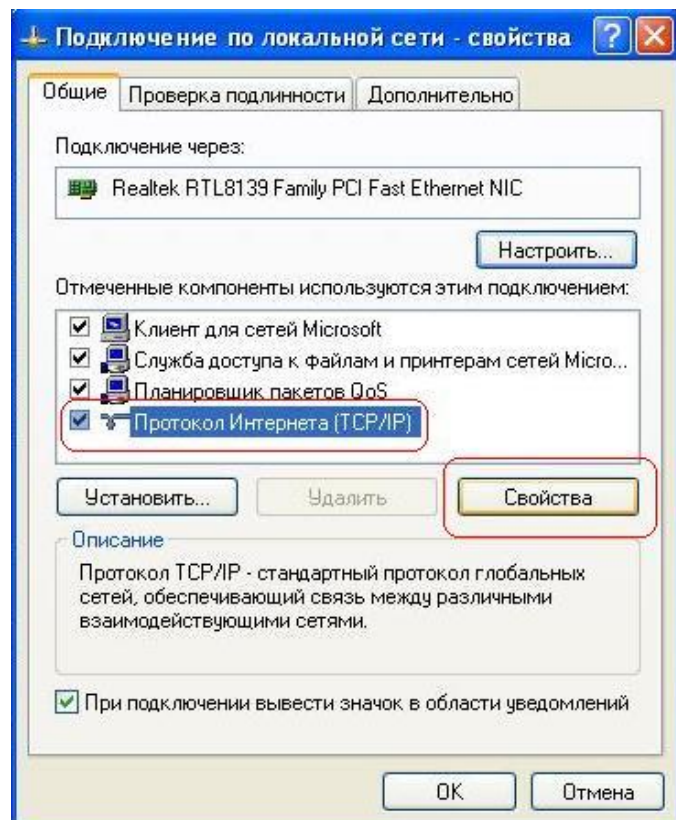 Подключение по локальной сети - свойства
Общие Проверка подлинности Дополнительно
Подключение через:
Realtek RTL8139 Family PCI Fast Ethernet NIC
Настроить...
Отмеченные компоненты используются этим подключением:
Клиент для сетей Microsoft
Служба доступа к файлам и принтерам сетей Micro...
Планировщик пакетов QoS
Протокол Интернета (TCP/IP)
Установить... Удалить Свойства
Описание
Протокол TCP/IP - стандартный протокол глобальных
сетей, обеспечивающий связь между различными
взаимодействующими сетями.
При подключении вывести значок в области уведомлений
OK Отмена